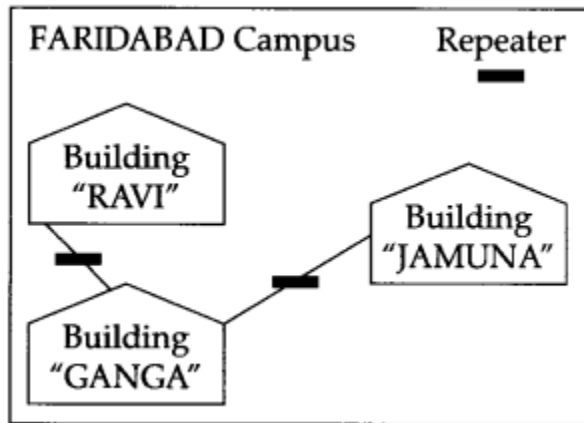 FARIDABAD Campus
Repeater
Building
“RAVI”
Building
“JAMUNA”
Building
“GANGA”